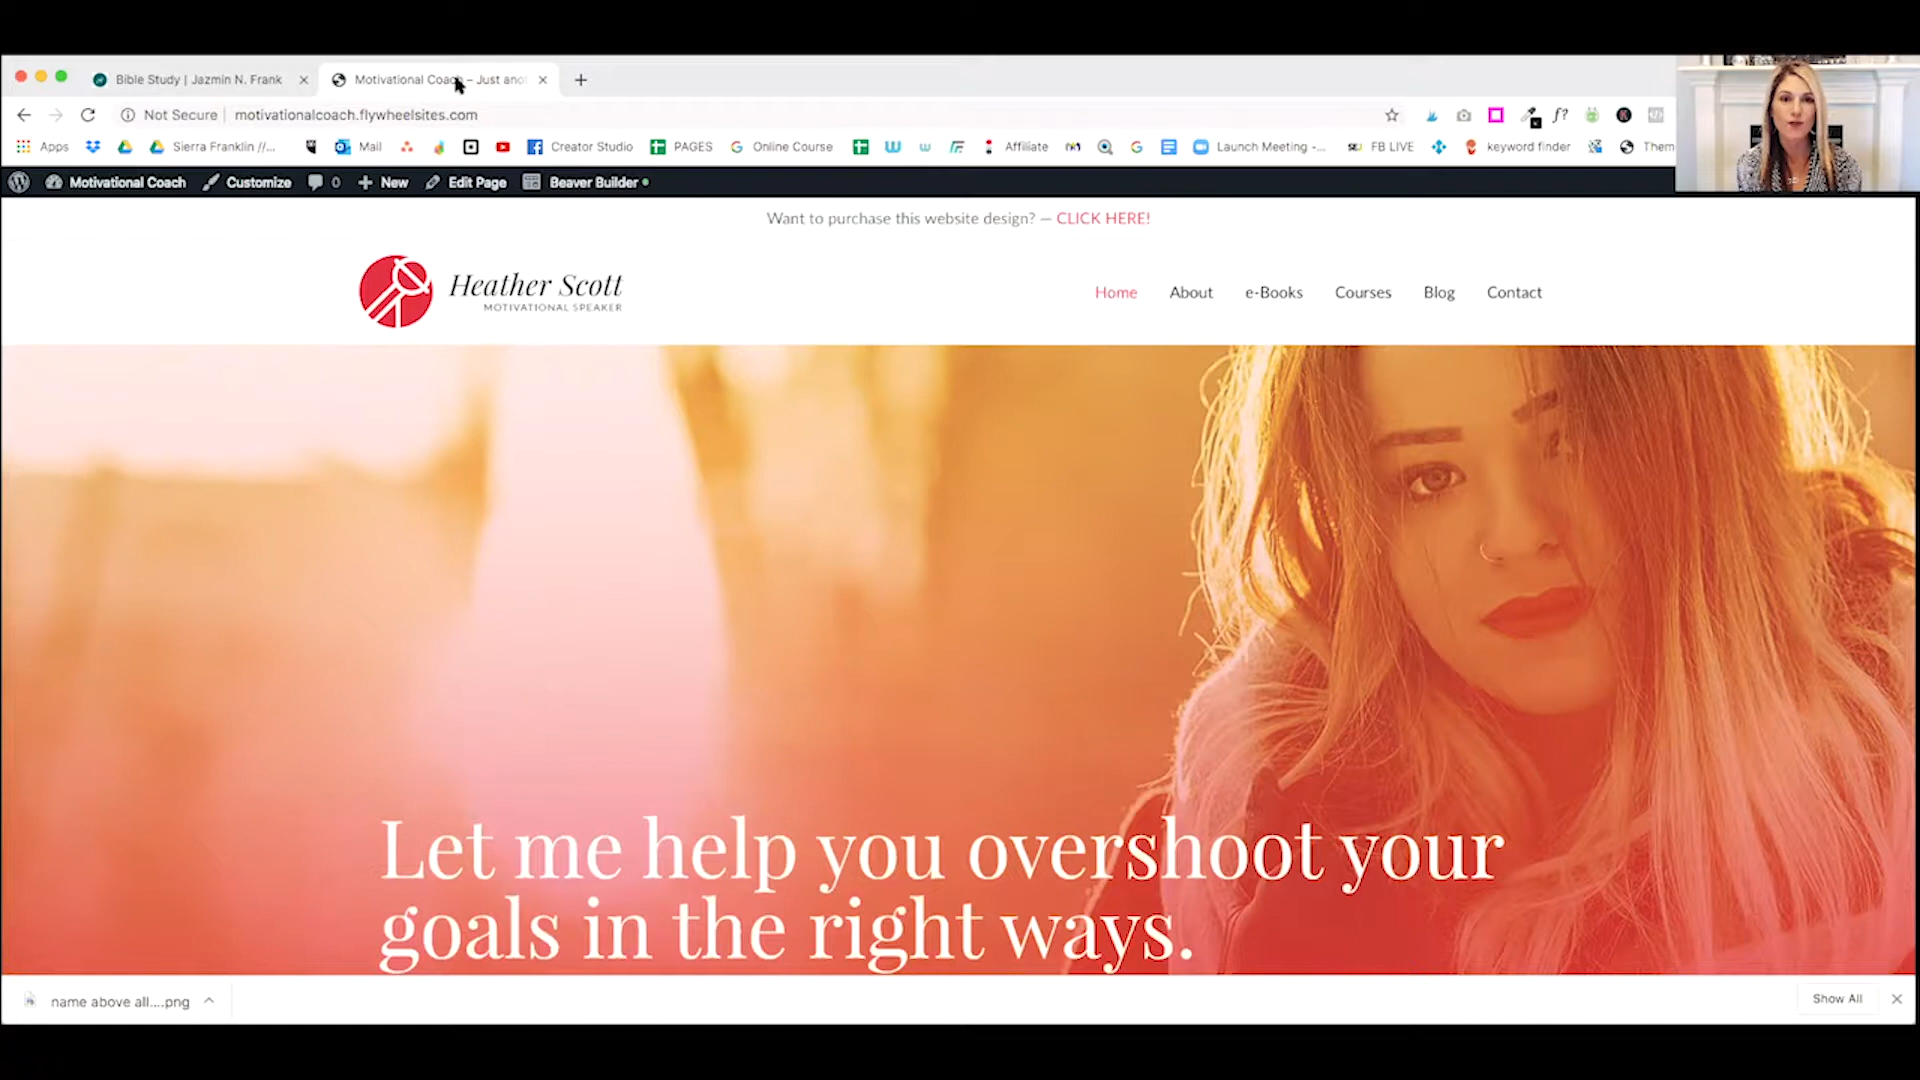 Bible Study | Jazmin N. Frank
Motivational Coach – Just ano
Not Secure | motivationalcoach.flywheelsites.com
Apps Sierra Franklin //... Mail Creator Studio PAGES Online Course Affiliate Launch Meeting -... FB LIVE keyword finder Them
Motivational Coach Customize 0 New Edit Page Beaver Builder
Want to purchase this website design? — CLICK HERE!
Heather Scott
MOTIVATIONAL SPEAKER
Home About e-Books Courses Blog Contact
Let me help you overshoot your
goals in the right ways.
name above all....png
Show All